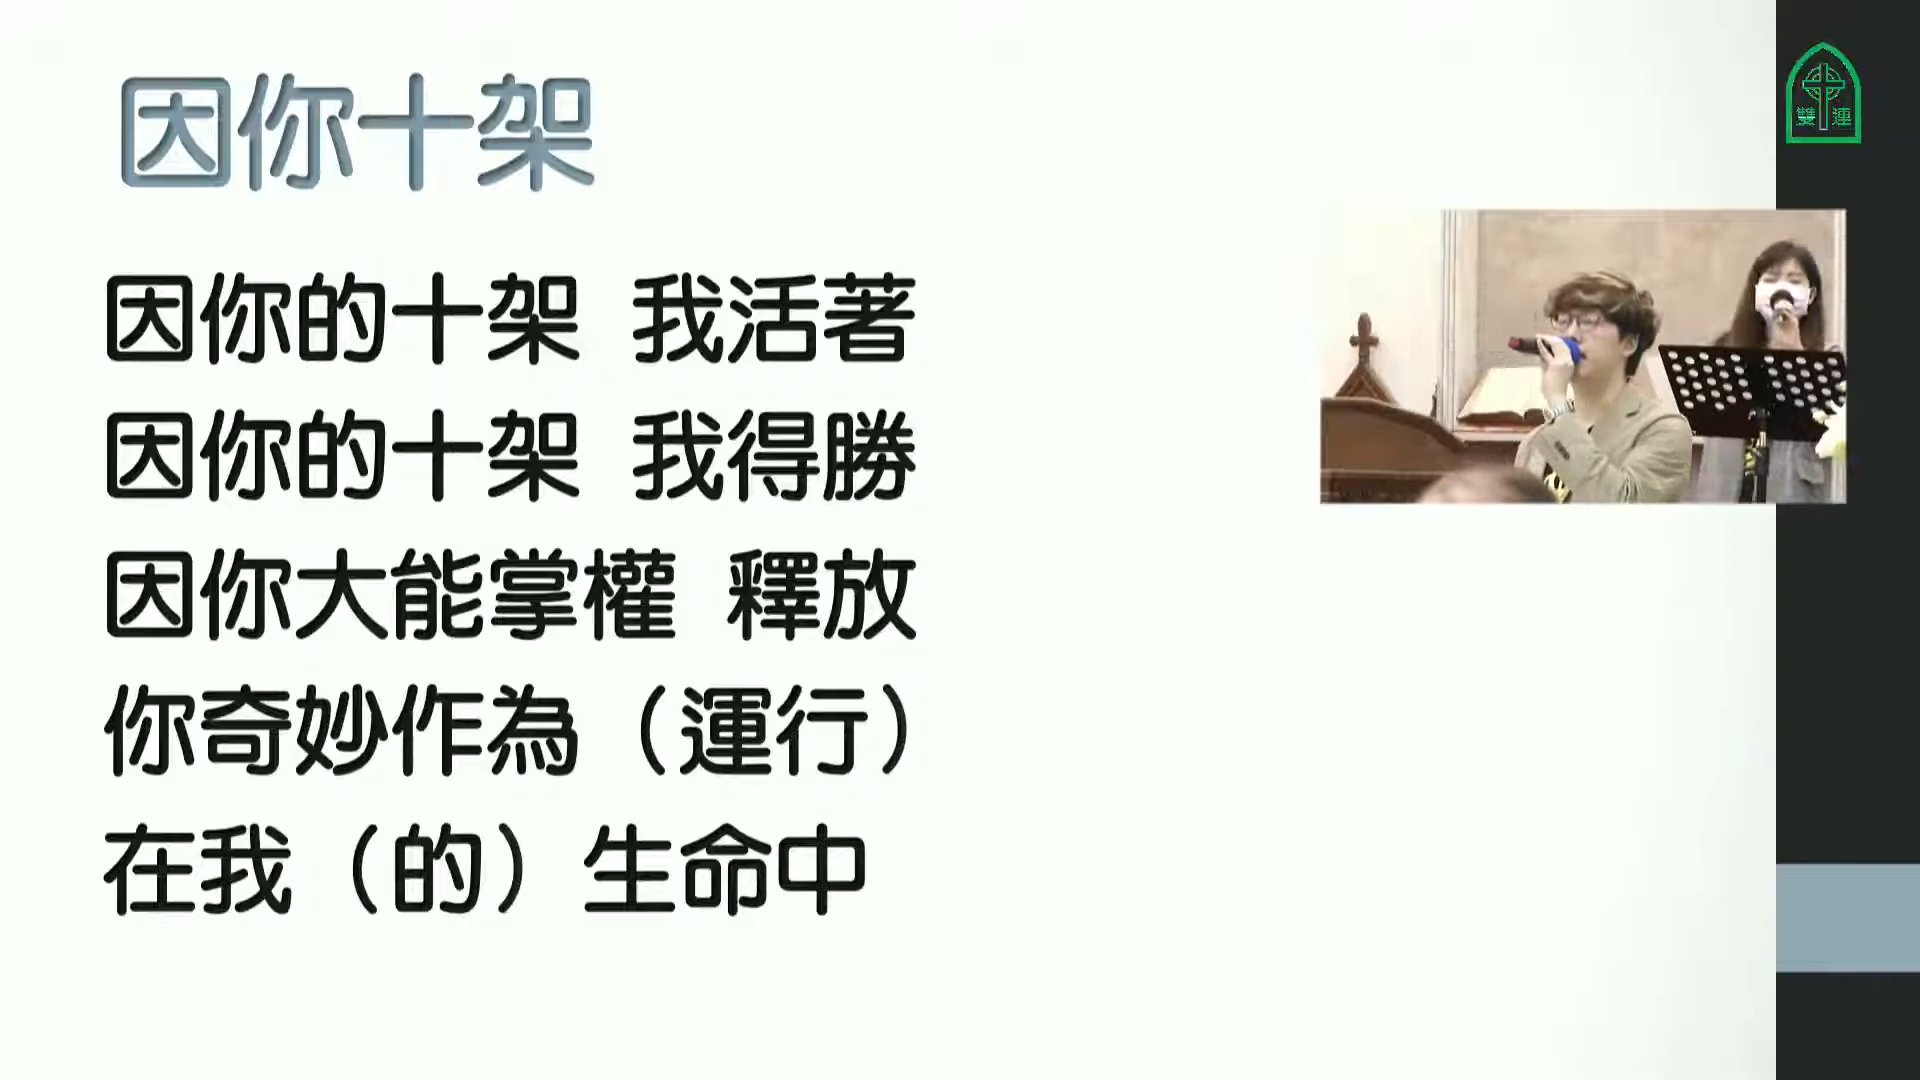 因你十架
因你的十架 我活著
因你的十架 我得勝
因你大能掌權 釋放
你奇妙作為（運行）
在我（的）生命中
雙連